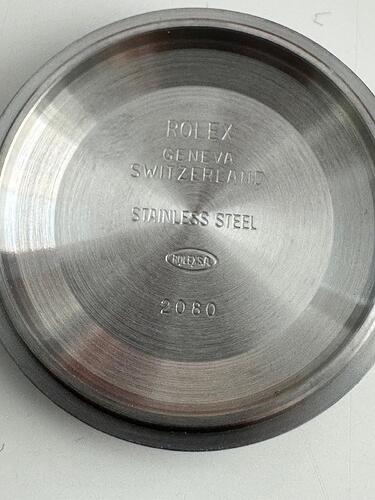 ROLEX
GENEVA
SWITZERLAND
STAINLESS STEEL
ROLEX S.A.
2080